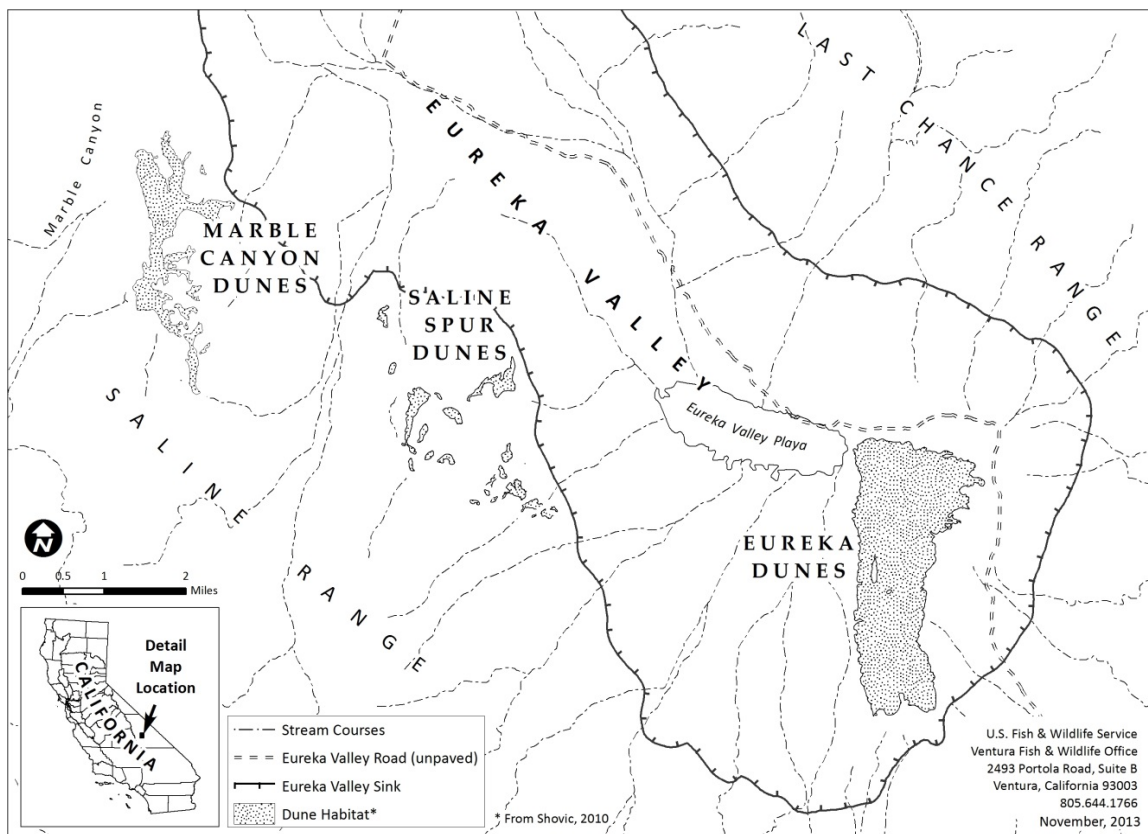 LAST CHANCE RANGE
EUREKA VALLEY
Marble Canyon
MARBLE
CANYON
DUNES
SALINE
SPUR
DUNES
Eureka Valley Playa
SALINE RANGE
EUREKA
DUNES
N
0 0.5 1 2
Miles
Detail
Map
Location
CALIFORNIA
Stream Courses
Eureka Valley Road (unpaved)
Eureka Valley Sink
Dune Habitat*
* From Shovic, 2010
U.S. Fish & Wildlife Service
Ventura Fish & Wildlife Office
2493 Portola Road, Suite B
Ventura, California 93003
805.644.1766
November, 2013